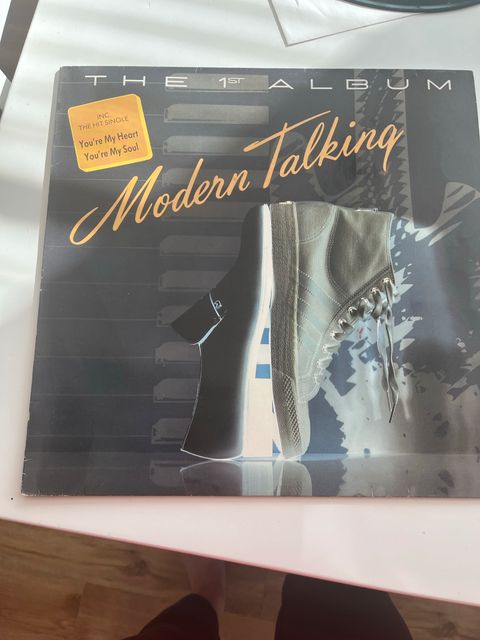 THE 1ST ALBUM
INC.
THE HIT SINGLE
You're My Heart
You're My Soul
Modern Talking